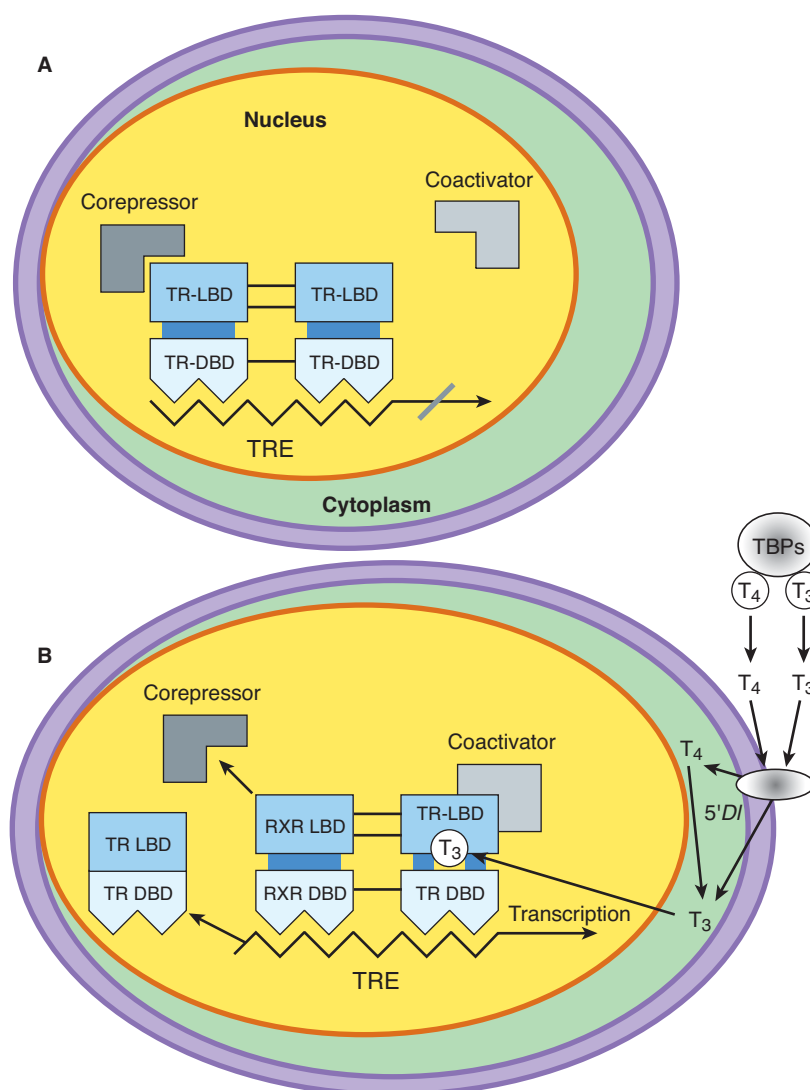 A
Nucleus
Corepressor
Coactivator
TR-LBD
TR-LBD
TR-DBD
TR-DBD
TRE
Cytoplasm
TBPs
T4
T3
T4
T3
B
Corepressor
Coactivator
T4
5'DI
TR LBD
RXR LBD
TR-LBD
T3
TR DBD
RXR DBD
TR DBD
Transcription
T3
TRE